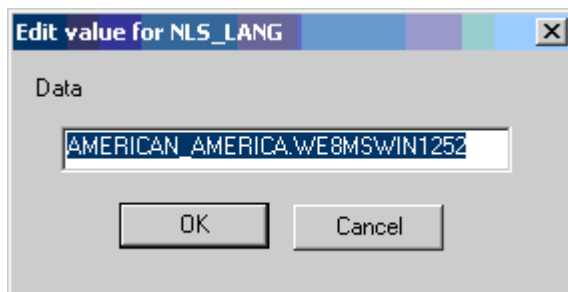 Edit value for NLS_LANG
Data
AMERICAN_AMERICA.WE8MSWIN1252
OK Cancel